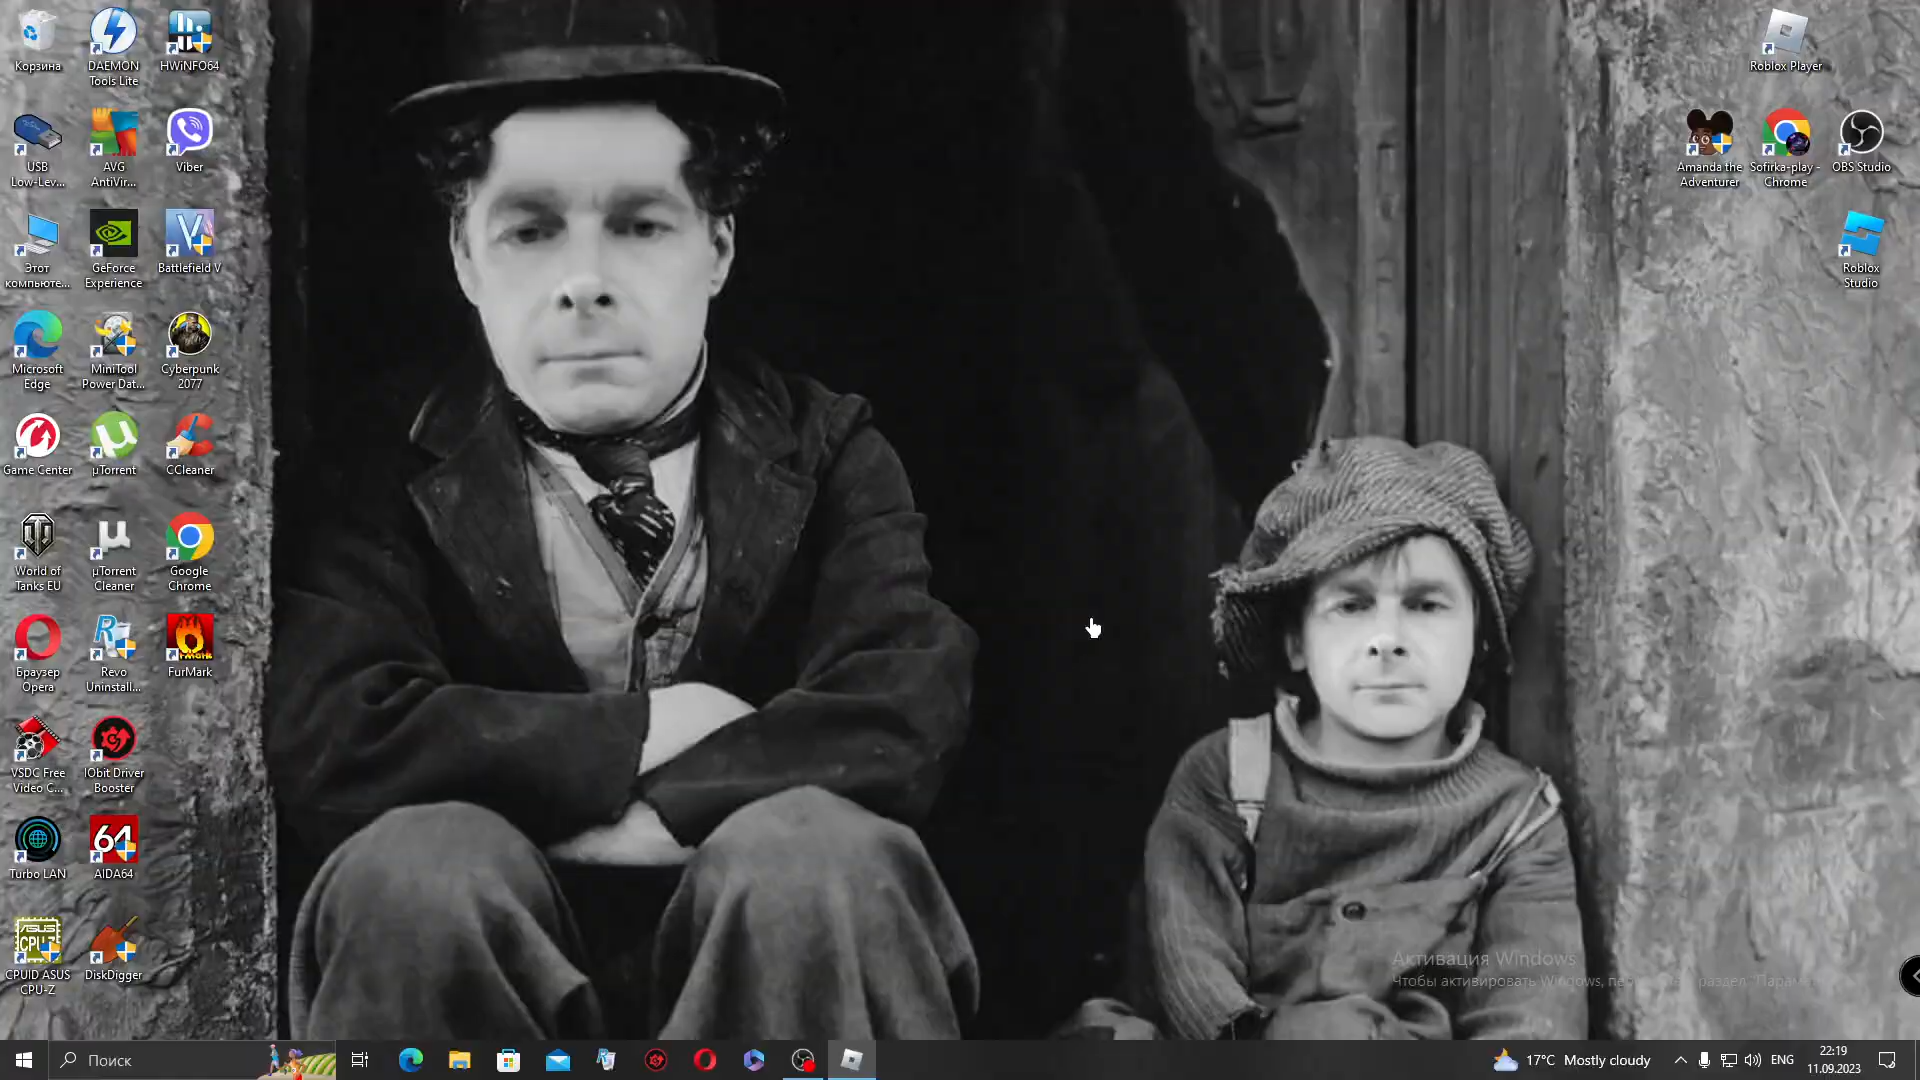 Корзина
DAEMON
Tools Lite
HWiNFO64
USB
Low-Lev...
AVG
AntiVir...
Viber
Этот
компьюте...
GeForce
Experience
Battlefield V
Microsoft
Edge
MiniTool
Power Dat...
Cyberpunk
2077
Game Center
µTorrent
CCleaner
World of
Tanks EU
µTorrent
Cleaner
Google
Chrome
Браузер
Opera
Revo
Uninstall...
FurMark
VSDC Free
Video C...
IObit Driver
Booster
Turbo LAN
64
AIDA64
ASUS
CPU-Z
CPUID ASUS
CPU-Z
DiskDigger
Roblox Player
Amanda the
Adventurer
Sofirka-play -
Chrome
OBS Studio
Roblox
Studio
Активация Windows
Чтобы активировать Windows, раздел
Поиск
17°C Mostly cloudy
ENG
22:19
11.09.2023